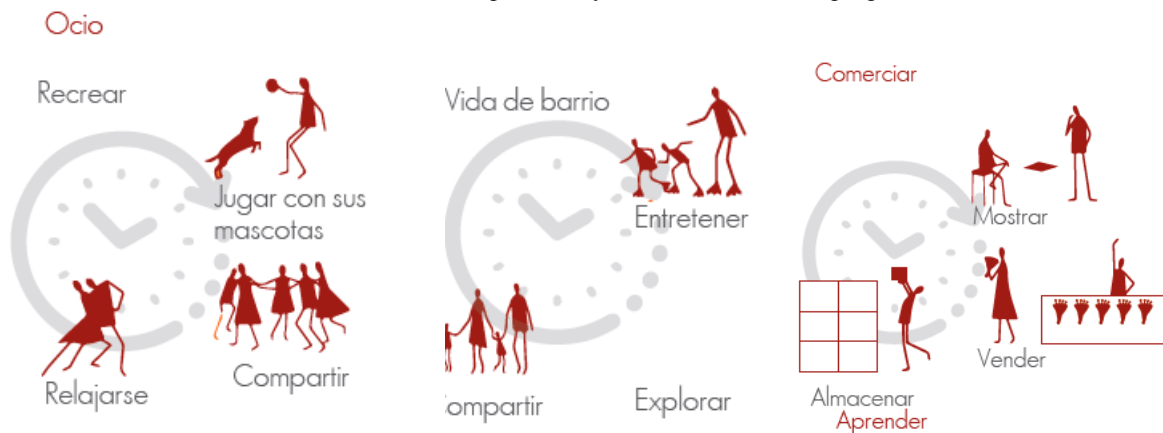 Ocio
Recrear
Jugar con sus
mascotas
Relajarse
Compartir
Vida de barrio
Entretener
ompartir
Explorar
Comerciar
Mostrar
Vender
Almacenar
Aprender